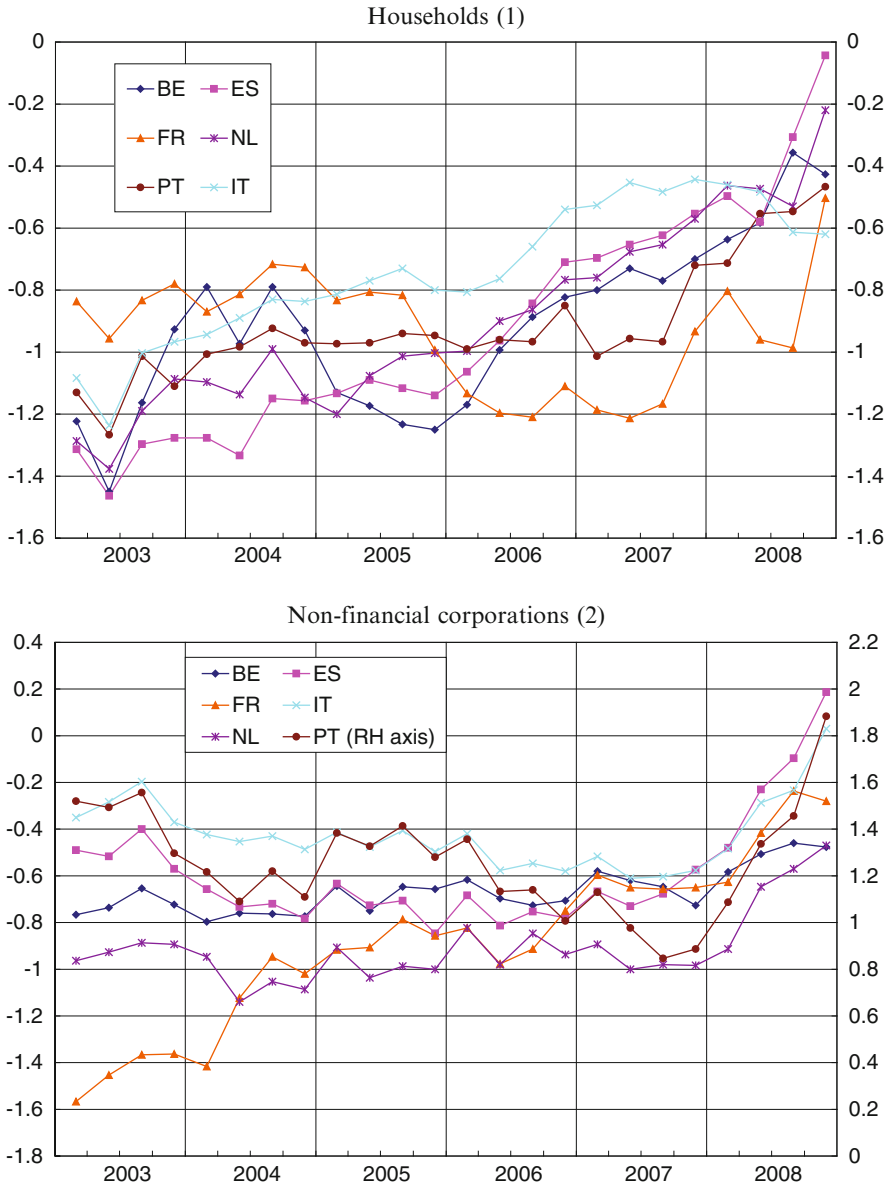 Households (1)
0 0
-0.2 -0.2
-0.4 -0.4
-0.6 -0.6
-0.8 -0.8
-1 -1
-1.2 -1.2
-1.4 -1.4
-1.6 -1.6
BE ES
FR NL
PT IT
2003 2004 2005 2006 2007 2008
Non-financial corporations (2)
0.4 2.2
0.2 2
0 1.8
-0.2 1.6
-0.4 1.4
-0.6 1.2
-0.8 1
-1 0.8
-1.2 0.6
-1.4 0.4
-1.6 0.2
-1.8 0
BE ES
FR IT
NL PT (RH axis)
2003 2004 2005 2006 2007 2008